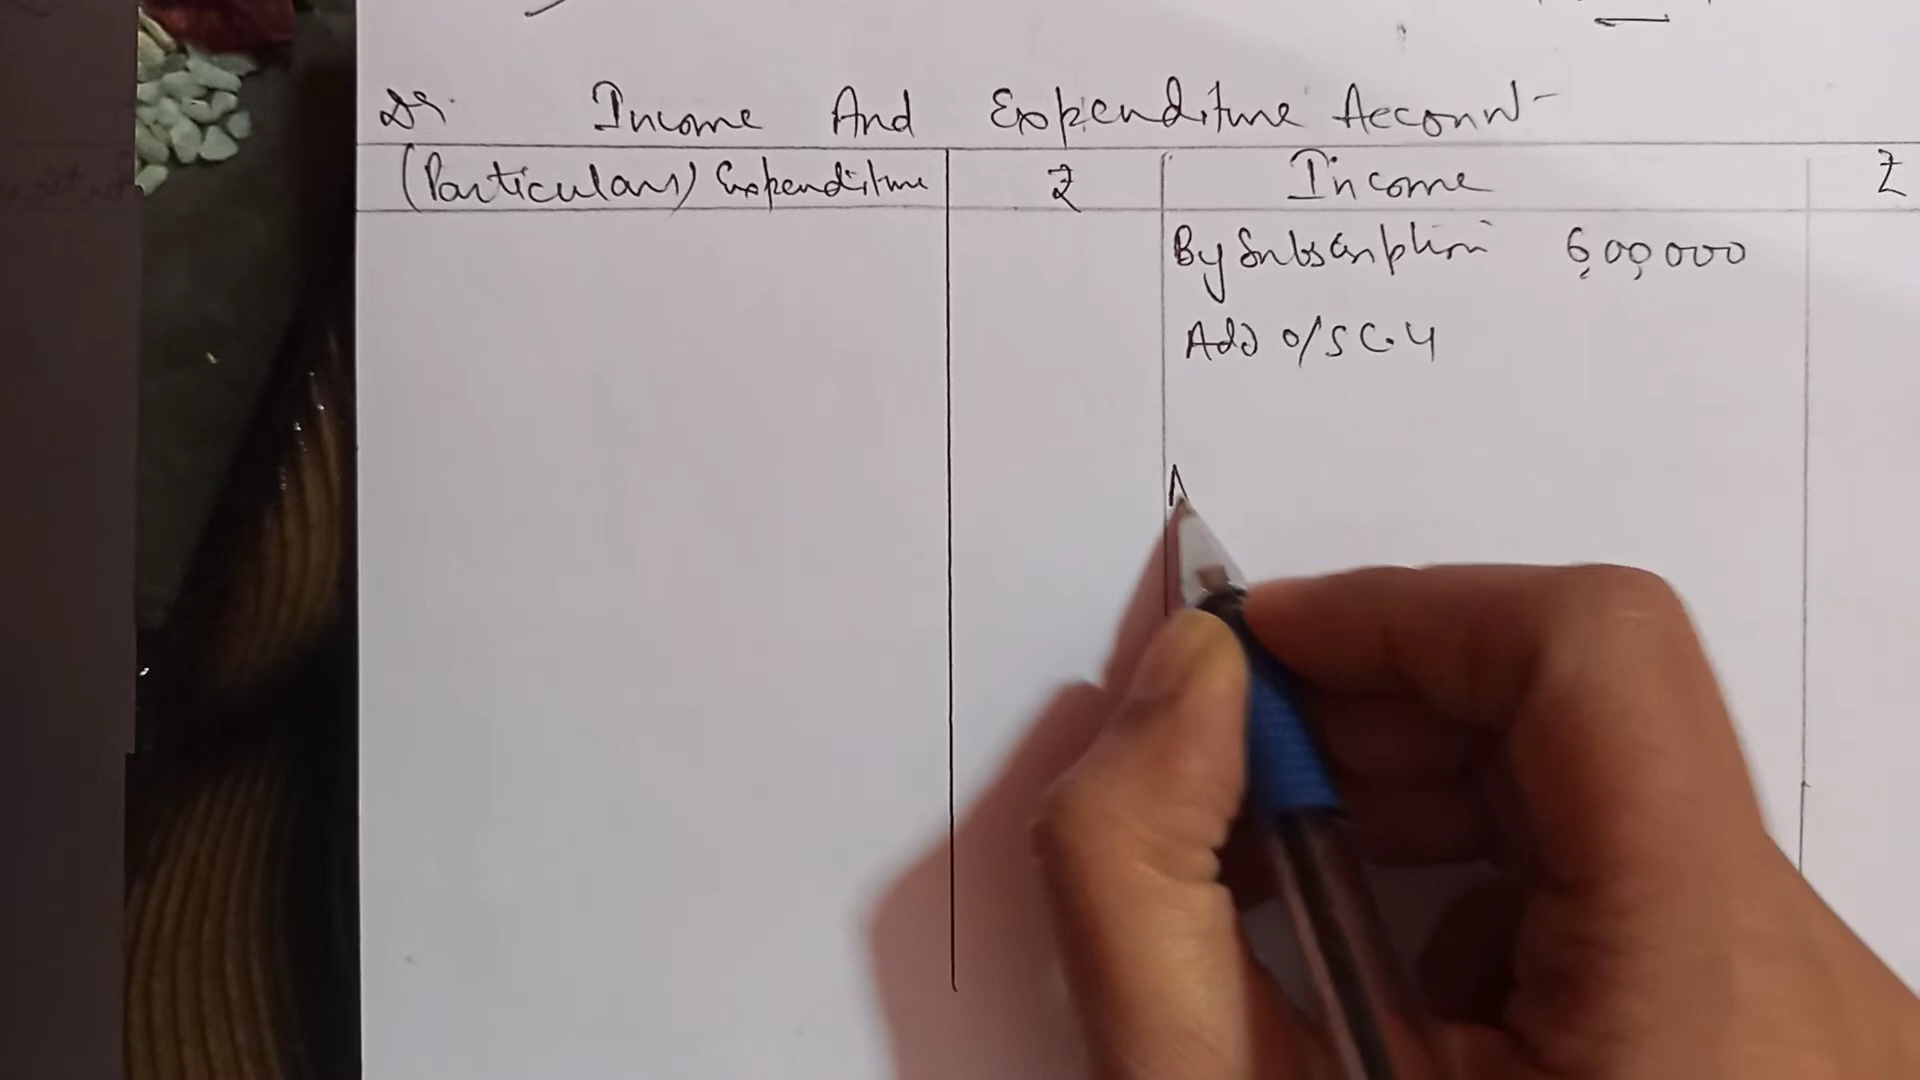 Dr. Income And Expenditure Account
(Particulars) Expenditure ₹ Income ₹
By Subscription 6,00,000
Add O/S C.Y